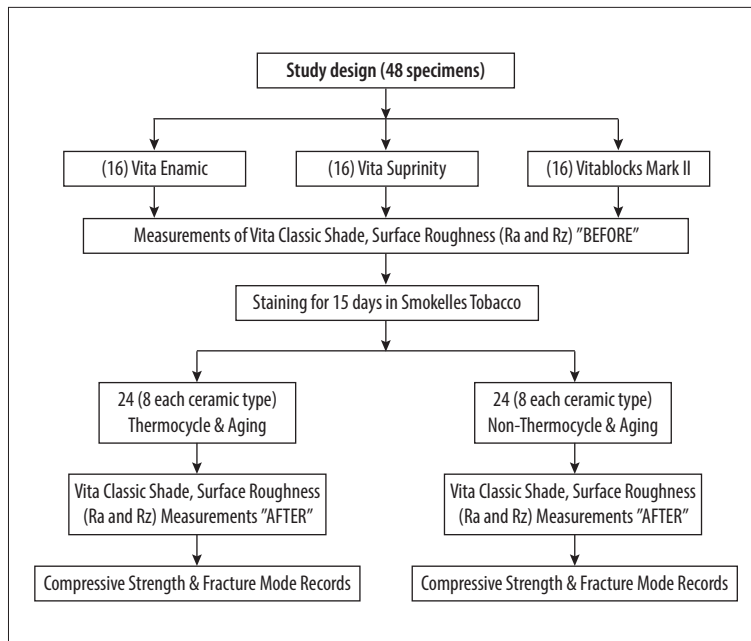 Study design (48 specimens)
(16) Vita Enamic
(16) Vita Suprinity
(16) Vitablocks Mark II
Measurements of Vita Classic Shade, Surface Roughness (Ra and Rz) "BEFORE"
Staining for 15 days in Smokelles Tobacco
24 (8 each ceramic type)
Thermocycle & Aging
24 (8 each ceramic type)
Non-Thermocycle & Aging
Vita Classic Shade, Surface Roughness
(Ra and Rz) Measurements "AFTER"
Vita Classic Shade, Surface Roughness
(Ra and Rz) Measurements "AFTER"
Compressive Strength & Fracture Mode Records
Compressive Strength & Fracture Mode Records